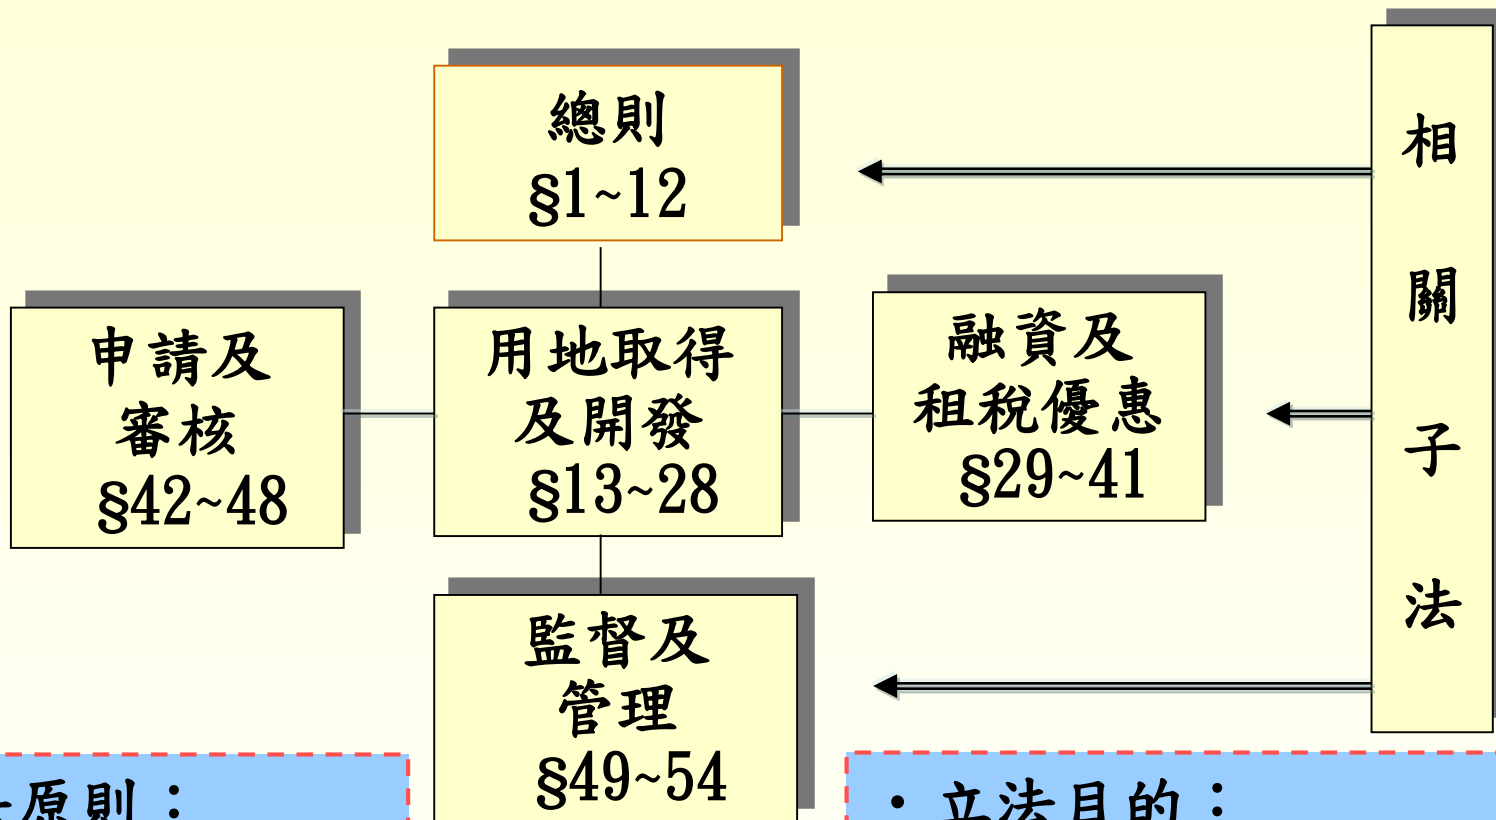 總則
§1~12
申請及
審核
§42~48
用地取得
及開發
§13~28
融資及
租稅優惠
§29~41
監督及
管理
§49~54
相
關
子
法
原則：
・立法目的：